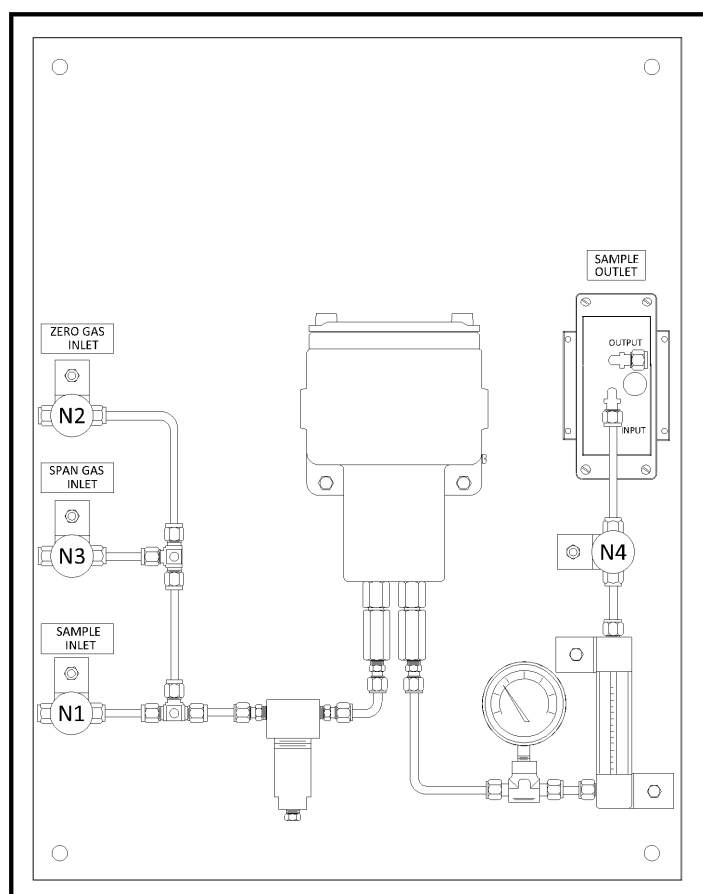 SAMPLE
OUTLET
ZERO GAS
INLET
N2
OUTPUT
INPUT
SPAN GAS
INLET
N3
N4
SAMPLE
INLET
N1